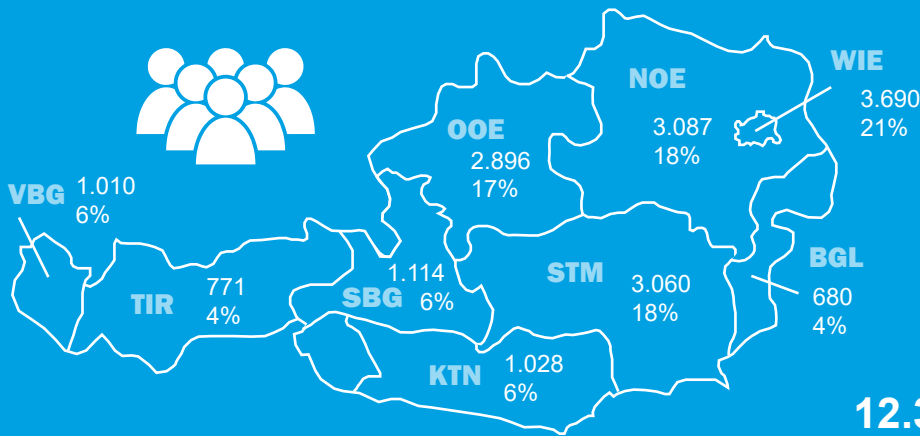 WIE
3.690
21%
NOE
3.087
18%
OOE
2.896
17%
VBG 1.010
6%
BGL
680
4%
STM
3.060
18%
SBG
1.114
6%
TIR
771
4%
KTN
1.028
6%